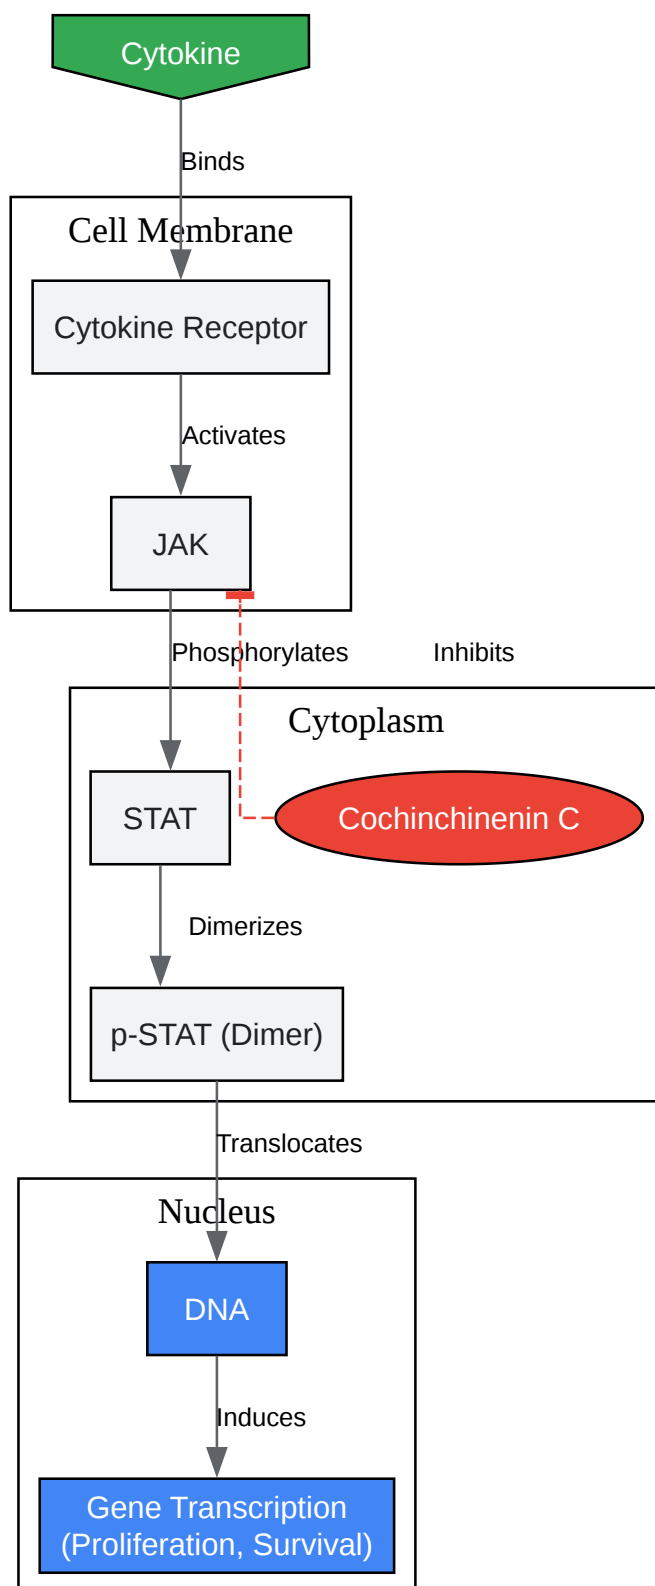 Cytokine
Binds
Cell Membrane
Cytokine Receptor
Activates
JAK
Phosphorylates
Inhibits
Cytoplasm
STAT
Cochinchinenin C
Dimerizes
p-STAT (Dimer)
Translocates
Nucleus
DNA
Induces
Gene Transcription
(Proliferation, Survival)